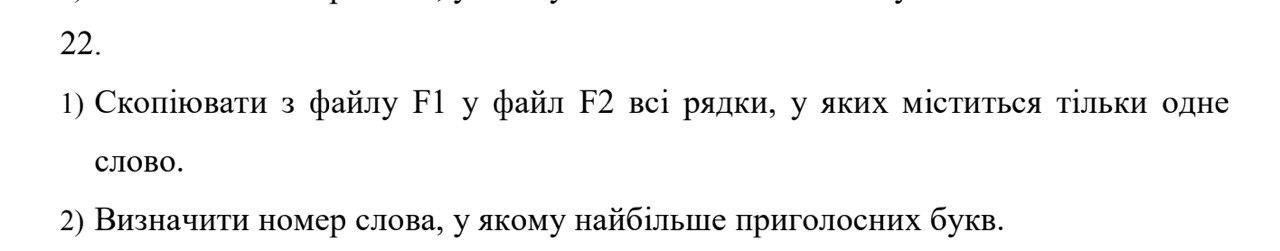 22.
1) Скопіювати з файлу F1 у файл F2 всі рядки, у яких міститься тільки одне
слово.
2) Визначити номер слова, у якому найбільше приголосних букв.